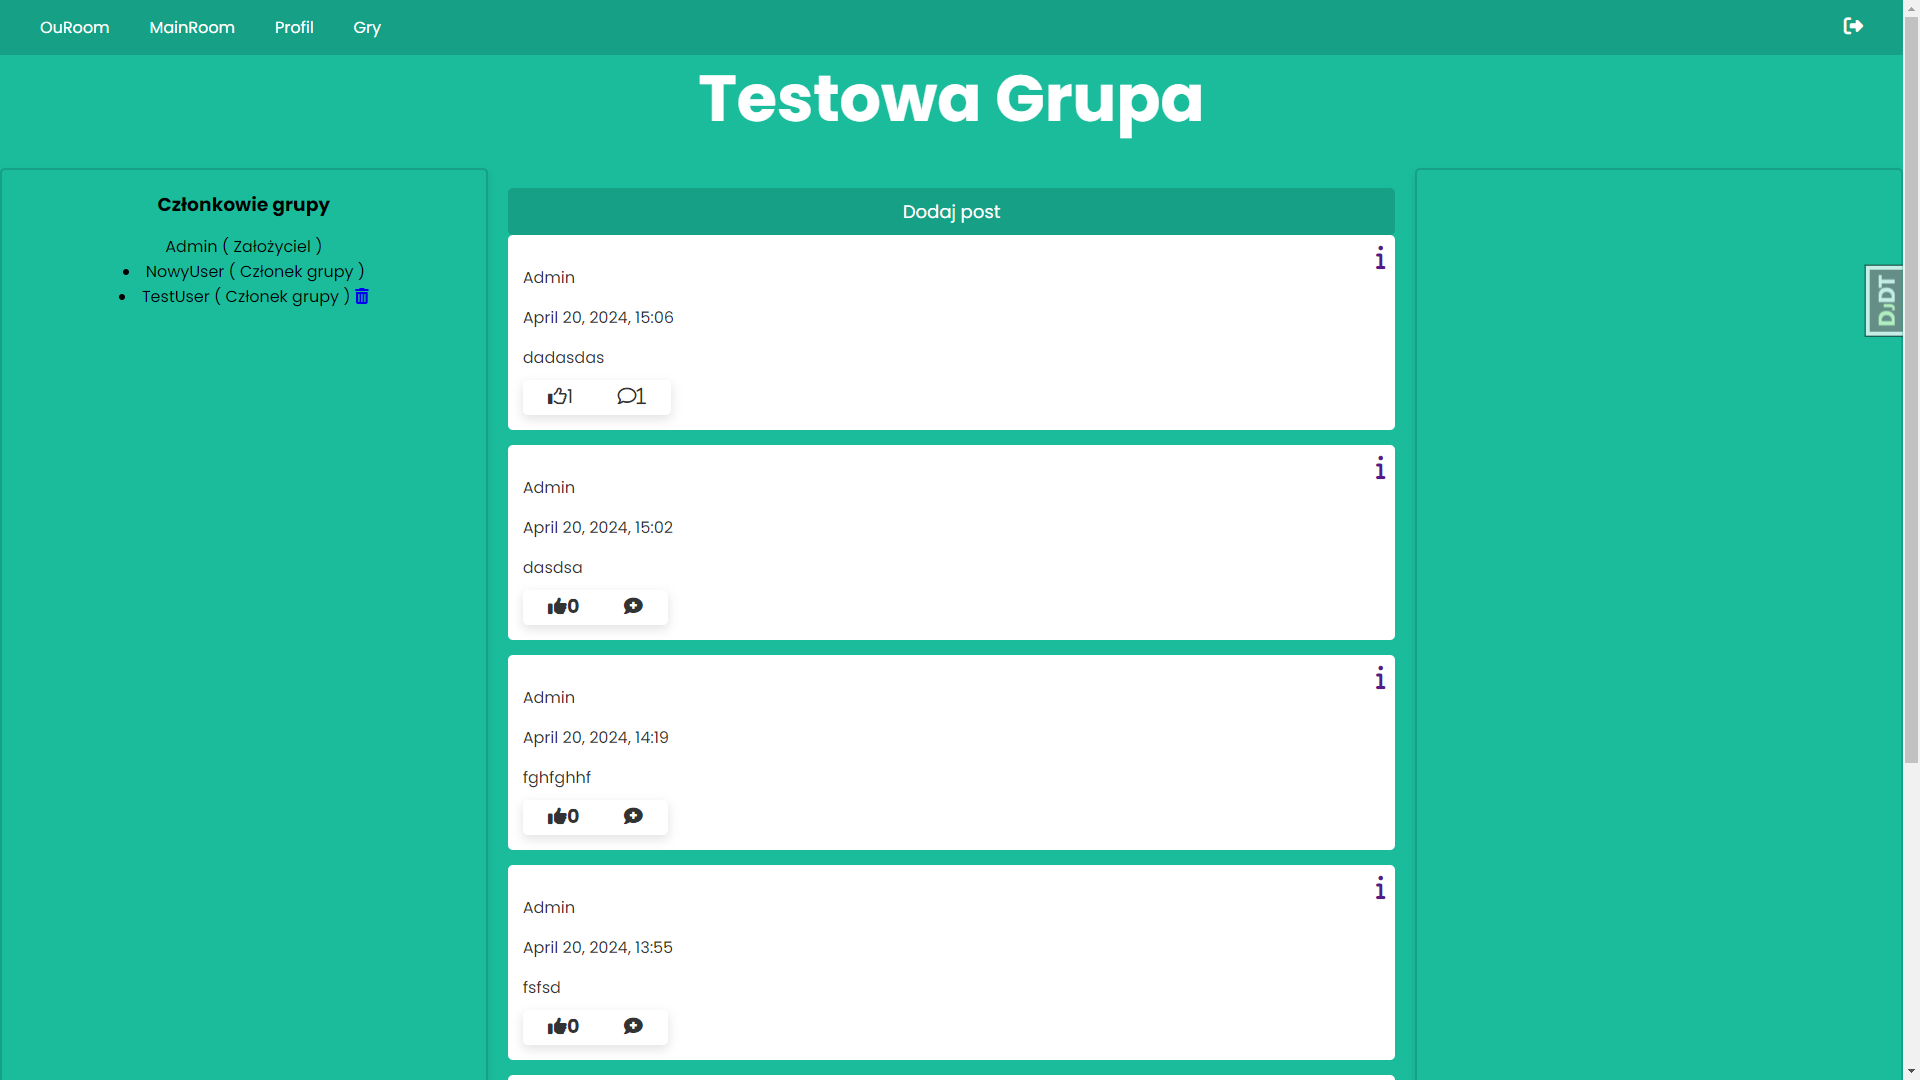 OuRoom MainRoom Profil Gry
Testowa Grupa
Członkowie grupy
Admin ( Założyciel )
NowyUser ( Członek grupy )
TestUser ( Członek grupy )
Dodaj post
Admin
April 20, 2024, 15:06
dadasdas
1 1
Admin
April 20, 2024, 15:02
dasdsa
0
Admin
April 20, 2024, 14:19
fghfghhf
0
Admin
April 20, 2024, 13:55
fsfsd
0
DJDT